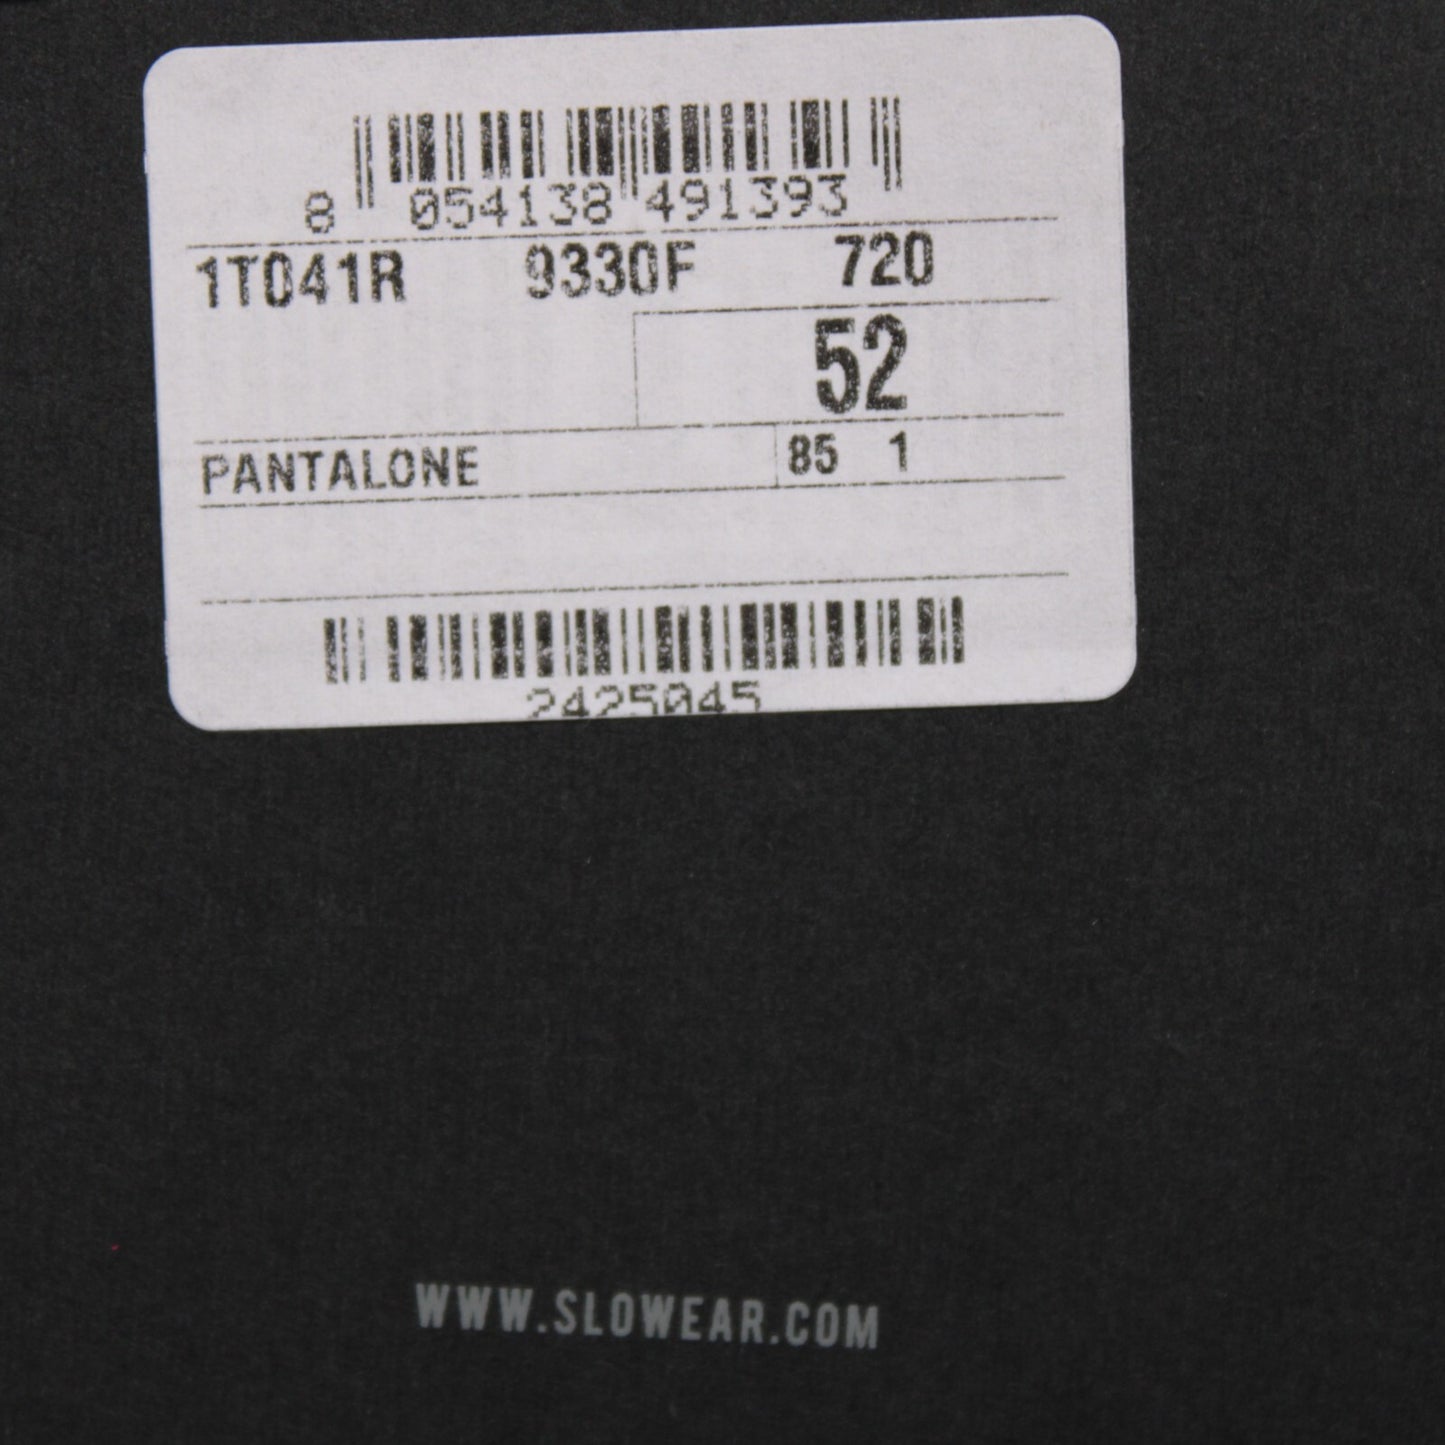 8 054138 491393
1T041R 9330F 720
52
PANTALONE 85 1
2425045
WWW.SLOWEAR.COM